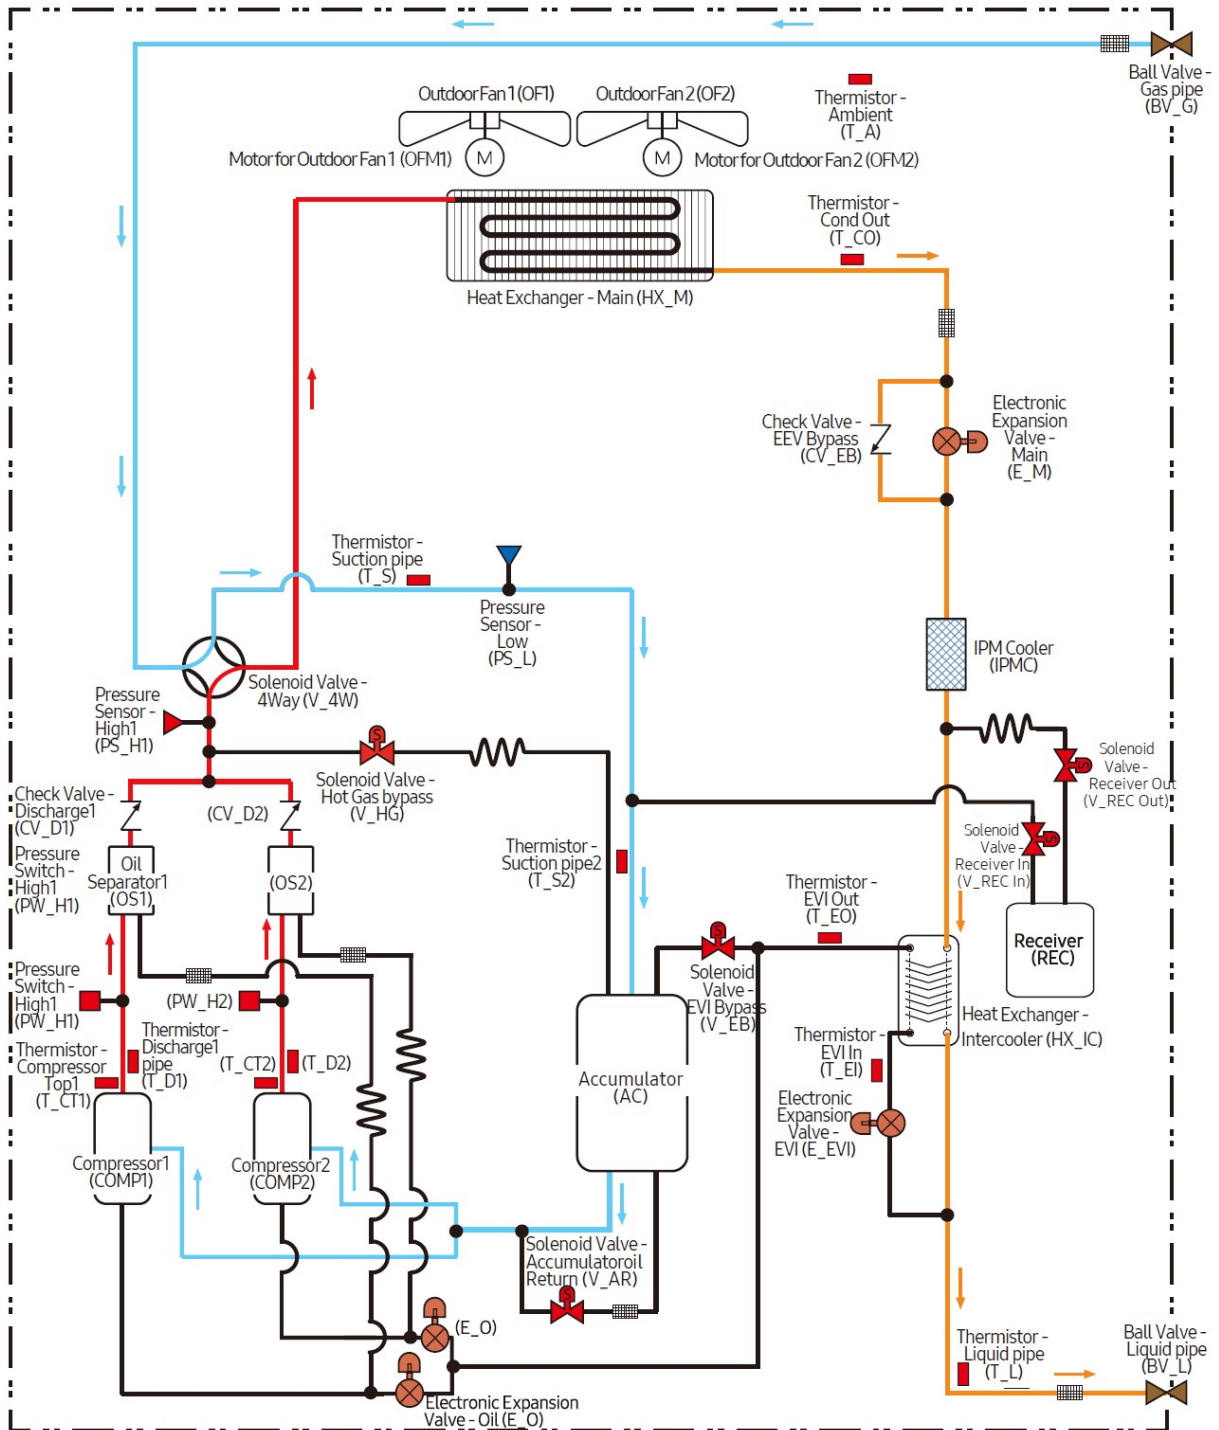 Ball Valve -
Gas pipe
(BV_G)
Outdoor Fan 1 (OF1)
Outdoor Fan 2 (OF2)
Thermistor -
Ambient
(T_A)
Motor for Outdoor Fan 1 (OFM1)
M
M
Motor for Outdoor Fan 2 (OFM2)
Thermistor -
Cond Out
(T_CO)
Heat Exchanger - Main (HX_M)
Check Valve -
EEV Bypass
(CV_EB)
Electronic
Expansion
Valve -
Main
(E_M)
Thermistor -
Suction pipe
(T_S)
Pressure
Sensor -
Low
(PS_L)
IPM Cooler
(IPMC)
Solenoid Valve -
4Way (V_4W)
Pressure
Sensor -
High1
(PS_H1)
S
Solenoid Valve -
Hot Gas bypass
(V_HG)
Solenoid
Valve -
Receiver Out
(V_REC Out)
S
Check Valve -
Discharge1
(CV_D1)
(CV_D2)
Solenoid
Valve -
Receiver In
(V_REC In)
S
Pressure
Switch -
High1
(PW_H1)
Oil
Separator1
(OS1)
(OS2)
Thermistor -
Suction pipe2
(T_S2)
Thermistor -
EVI Out
(T_EO)
Receiver
(REC)
S
Solenoid
Valve -
EVI Bypass
(V_EB)
Pressure
Switch -
High1
(PW_H1)
(PW_H2)
Heat Exchanger -
Intercooler (HX_IC)
Thermistor -
Discharge1
pipe
(T_D1)
Thermistor -
Compressor
Top1
(T_CT1)
(T_CT2)
(T_D2)
Thermistor -
EVI In
(T_EI)
Accumulator
(AC)
Electronic
Expansion
Valve -
EVI (E_EVI)
Compressor1
(COMP1)
Compressor2
(COMP2)
Solenoid Valve -
Accumulatoroil
Return (V_AR)
S
(E_O)
Electronic Expansion
Valve - Oil (E_O)
Thermistor -
Liquid pipe
(T_L)
Ball Valve -
Liquid pipe
(BV_L)